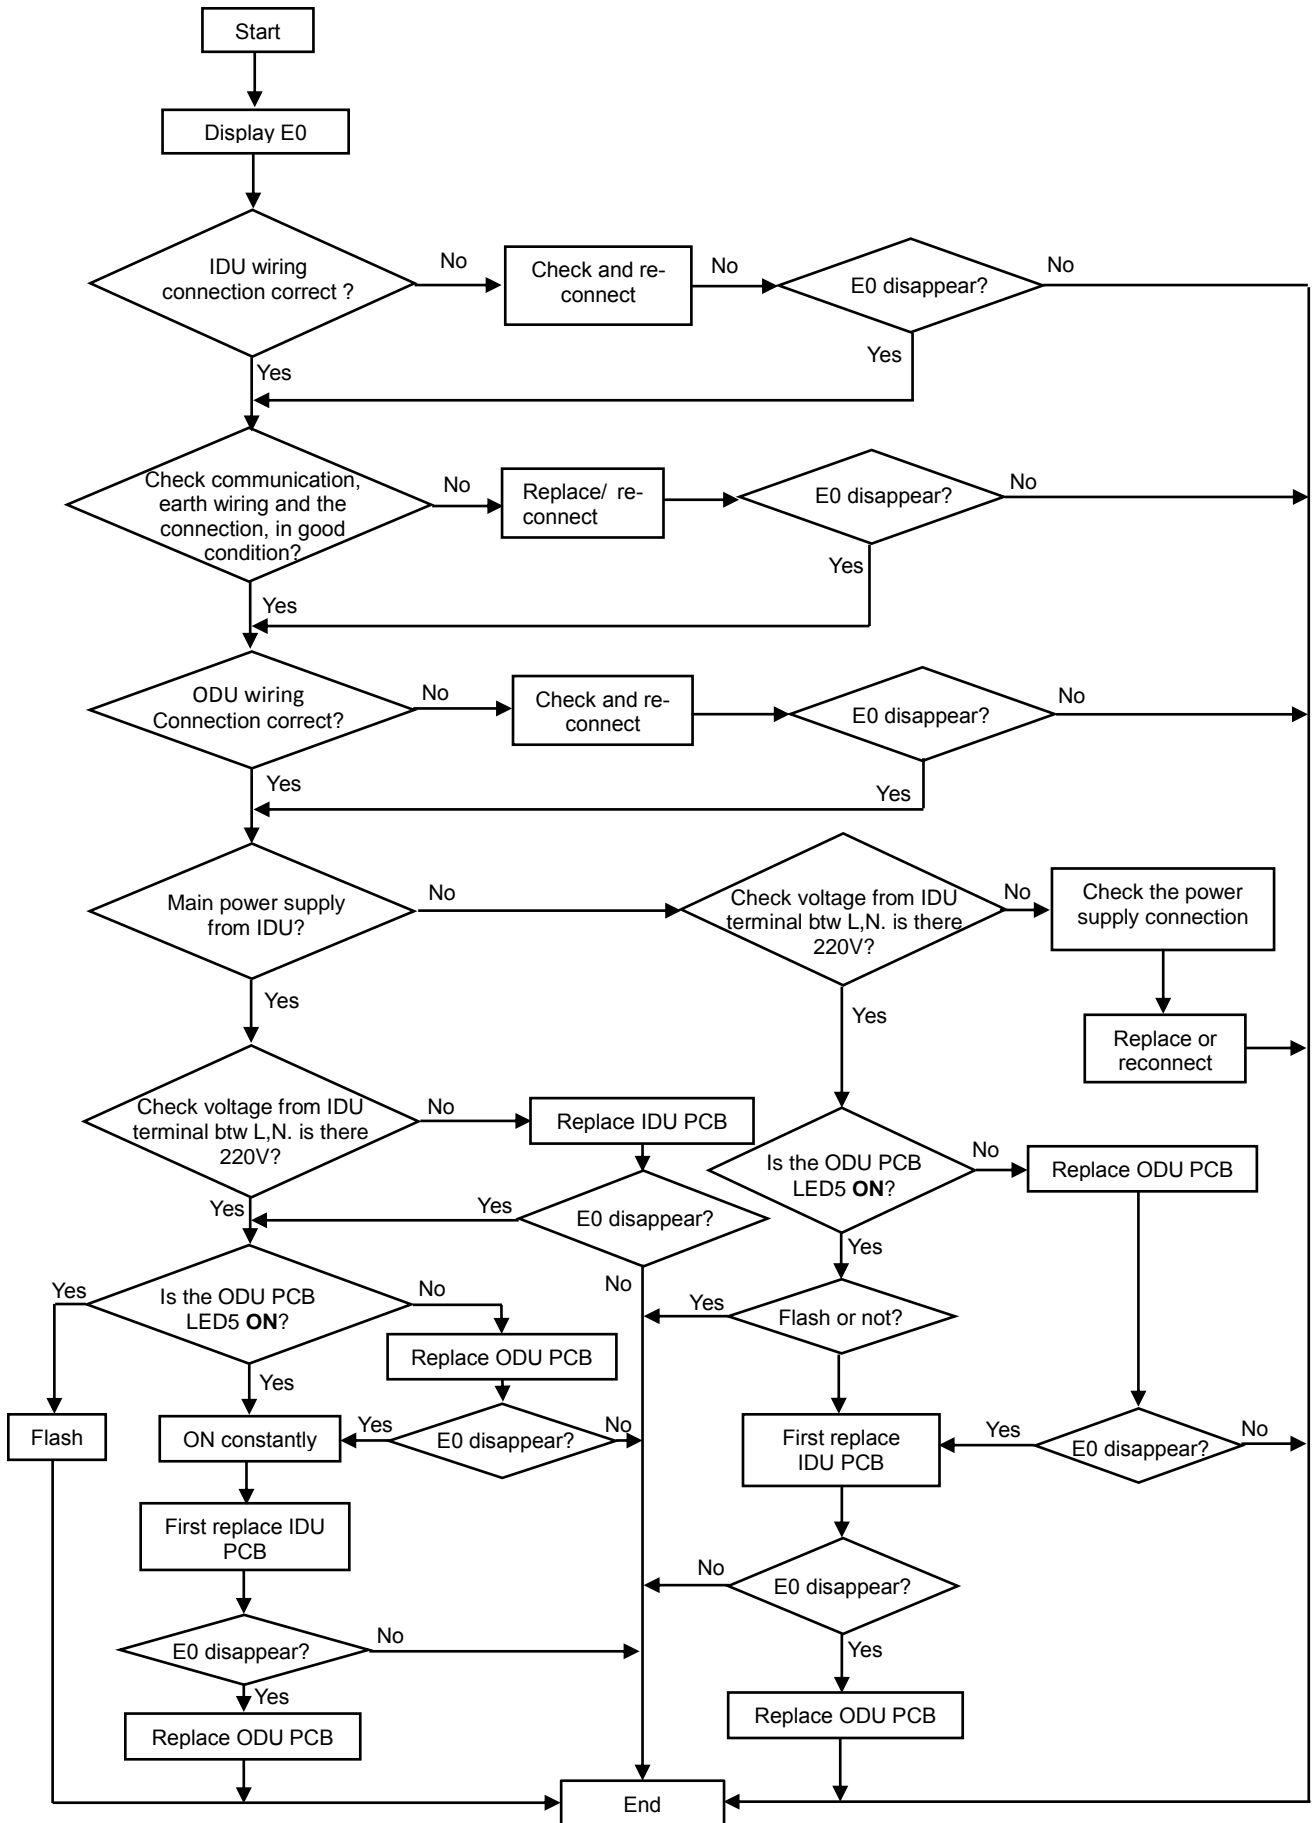 Start
Display E0
IDU wiring
connection correct ?
No
Check and re-
connect
No
E0 disappear?
No
Yes
Yes
Check communication,
earth wiring and the
connection, in good
condition?
No
Replace/ re-
connect
E0 disappear?
No
Yes
Yes
ODU wiring
Connection correct?
No
Check and re-
connect
E0 disappear?
No
Yes
Yes
Main power supply
from IDU?
No
Check voltage from IDU
terminal btw L,N. is there
220V?
No
Check the power
supply connection
Yes
Yes
Replace or
reconnect
Check voltage from IDU
terminal btw L,N. is there
220V?
No
Replace IDU PCB
Is the ODU PCB
LED5 ON?
No
Replace ODU PCB
Yes
Yes
E0 disappear?
Yes
No
Yes
Is the ODU PCB
LED5 ON?
No
Yes
Flash or not?
Replace ODU PCB
Yes
Flash
ON constantly
Yes
E0 disappear?
No
First replace
IDU PCB
Yes
E0 disappear?
No
First replace IDU
PCB
No
E0 disappear?
E0 disappear?
No
Yes
Yes
Replace ODU PCB
Replace ODU PCB
End